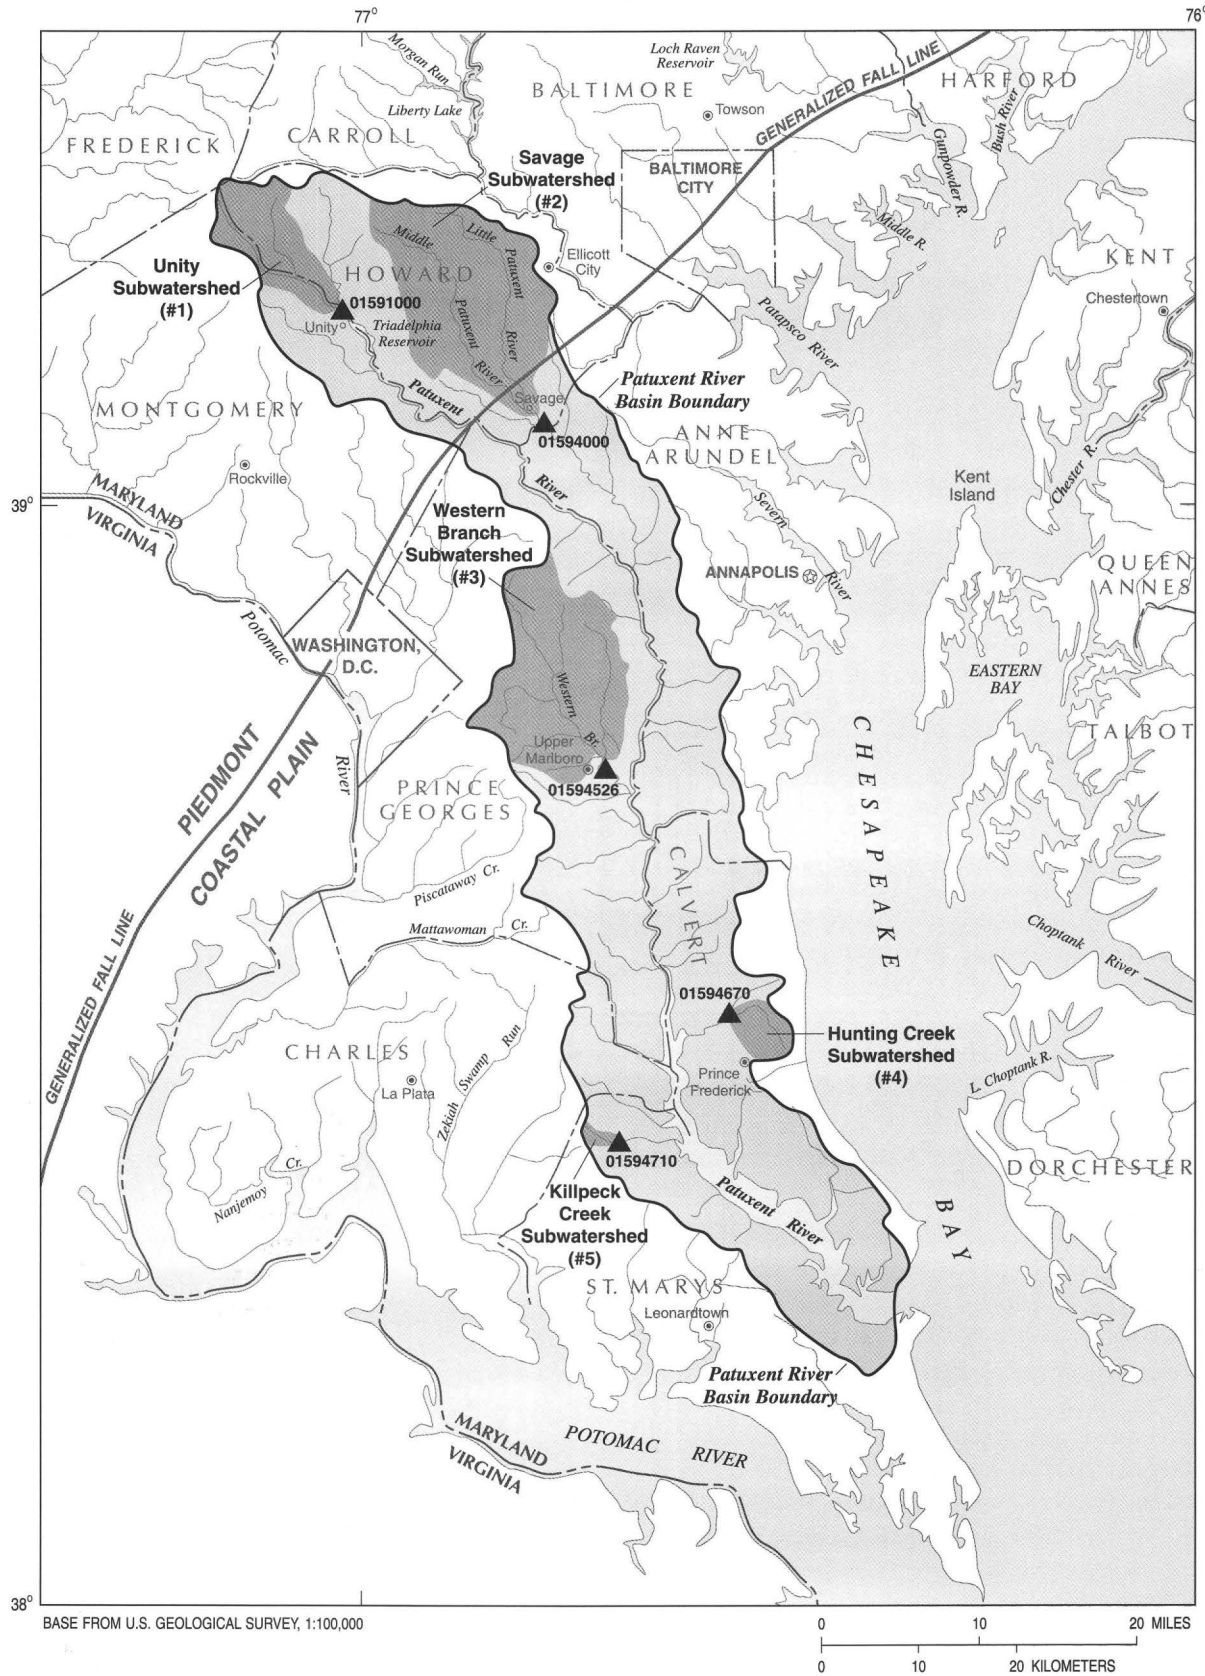 77°
76°
Morgan Run
Loch Raven
Reservoir
HARFORD
BALTIMORE
GENERALIZED FALL LINE
Bush River
Liberty Lake
Towson
FREDERICK
CARROLL
Gunpowder R.
Savage
Subwatershed
(#2)
BALTIMORE
CITY
Middle R.
Middle
Little
Patuxent
River
Ellicott
City
KENT
Unity
Subwatershed
(#1)
HOWARD
01591000
Chestertown
Unity
Triadelphia
Reservoir
Patuxent
River
Patapsco River
Patuxent
Patuxent River
Basin Boundary
Savage
MONTGOMERY
01594000
ANNE
ARUNDEL
Rockville
Chester R.
39°
MARYLAND
VIRGINIA
River
Kent
Island
Severn
River
Western
Branch
Subwatershed
(#3)
ANNAPOLIS
QUEEN
ANNES
Potomac
WASHINGTON,
D.C.
EASTERN
BAY
Western
Br.
TALBOT
PIEDMONT
COASTAL PLAIN
River
Upper
Marlboro
01594526
CHESAPEAKE
PRINCE
GEORGES
CALVERT
Piscataway Cr.
Mattawoman
Cr.
Choptank
River
GENERALIZED FALL LINE
01594670
Hunting Creek
Subwatershed
(#4)
CHARLES
Zekiah Swamp Run
Prince
Frederick
L. Choptank R.
La Plata
01594710
DORCHESTER
Nanjemoy
Cr.
Killpeck
Creek
Subwatershed
(#5)
Patuxent River
BAY
ST. MARYS
Leonardtown
Patuxent River
Basin Boundary
MARYLAND
VIRGINIA
POTOMAC RIVER
38°
BASE FROM U.S. GEOLOGICAL SURVEY, 1:100,000
0 10 20 MILES
0 10 20 KILOMETERS